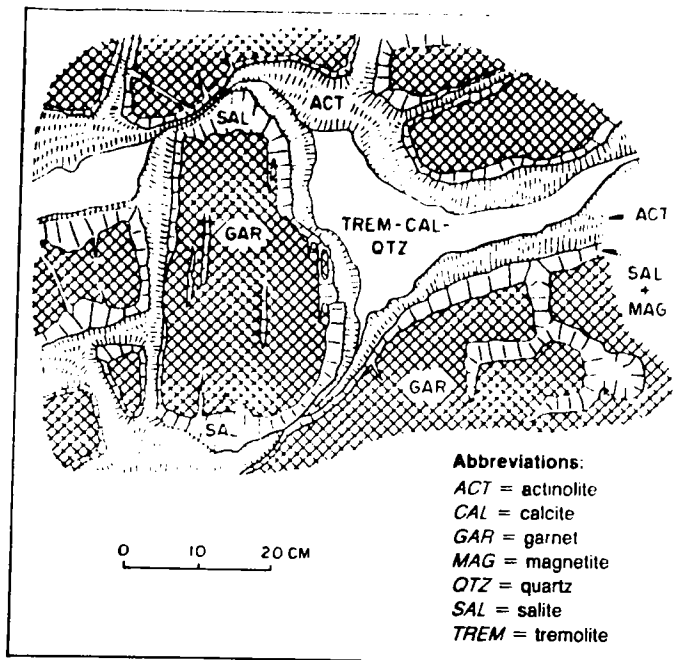 ACT
SAL
GAR
TREM-CAL-
QTZ
ACT
SAL
+
MAG
GAR
SAL
0 10 20 CM
Abbreviations:
ACT = actinolite
CAL = calcite
GAR = garnet
MAG = magnetite
QTZ = quartz
SAL = salite
TREM = tremolite